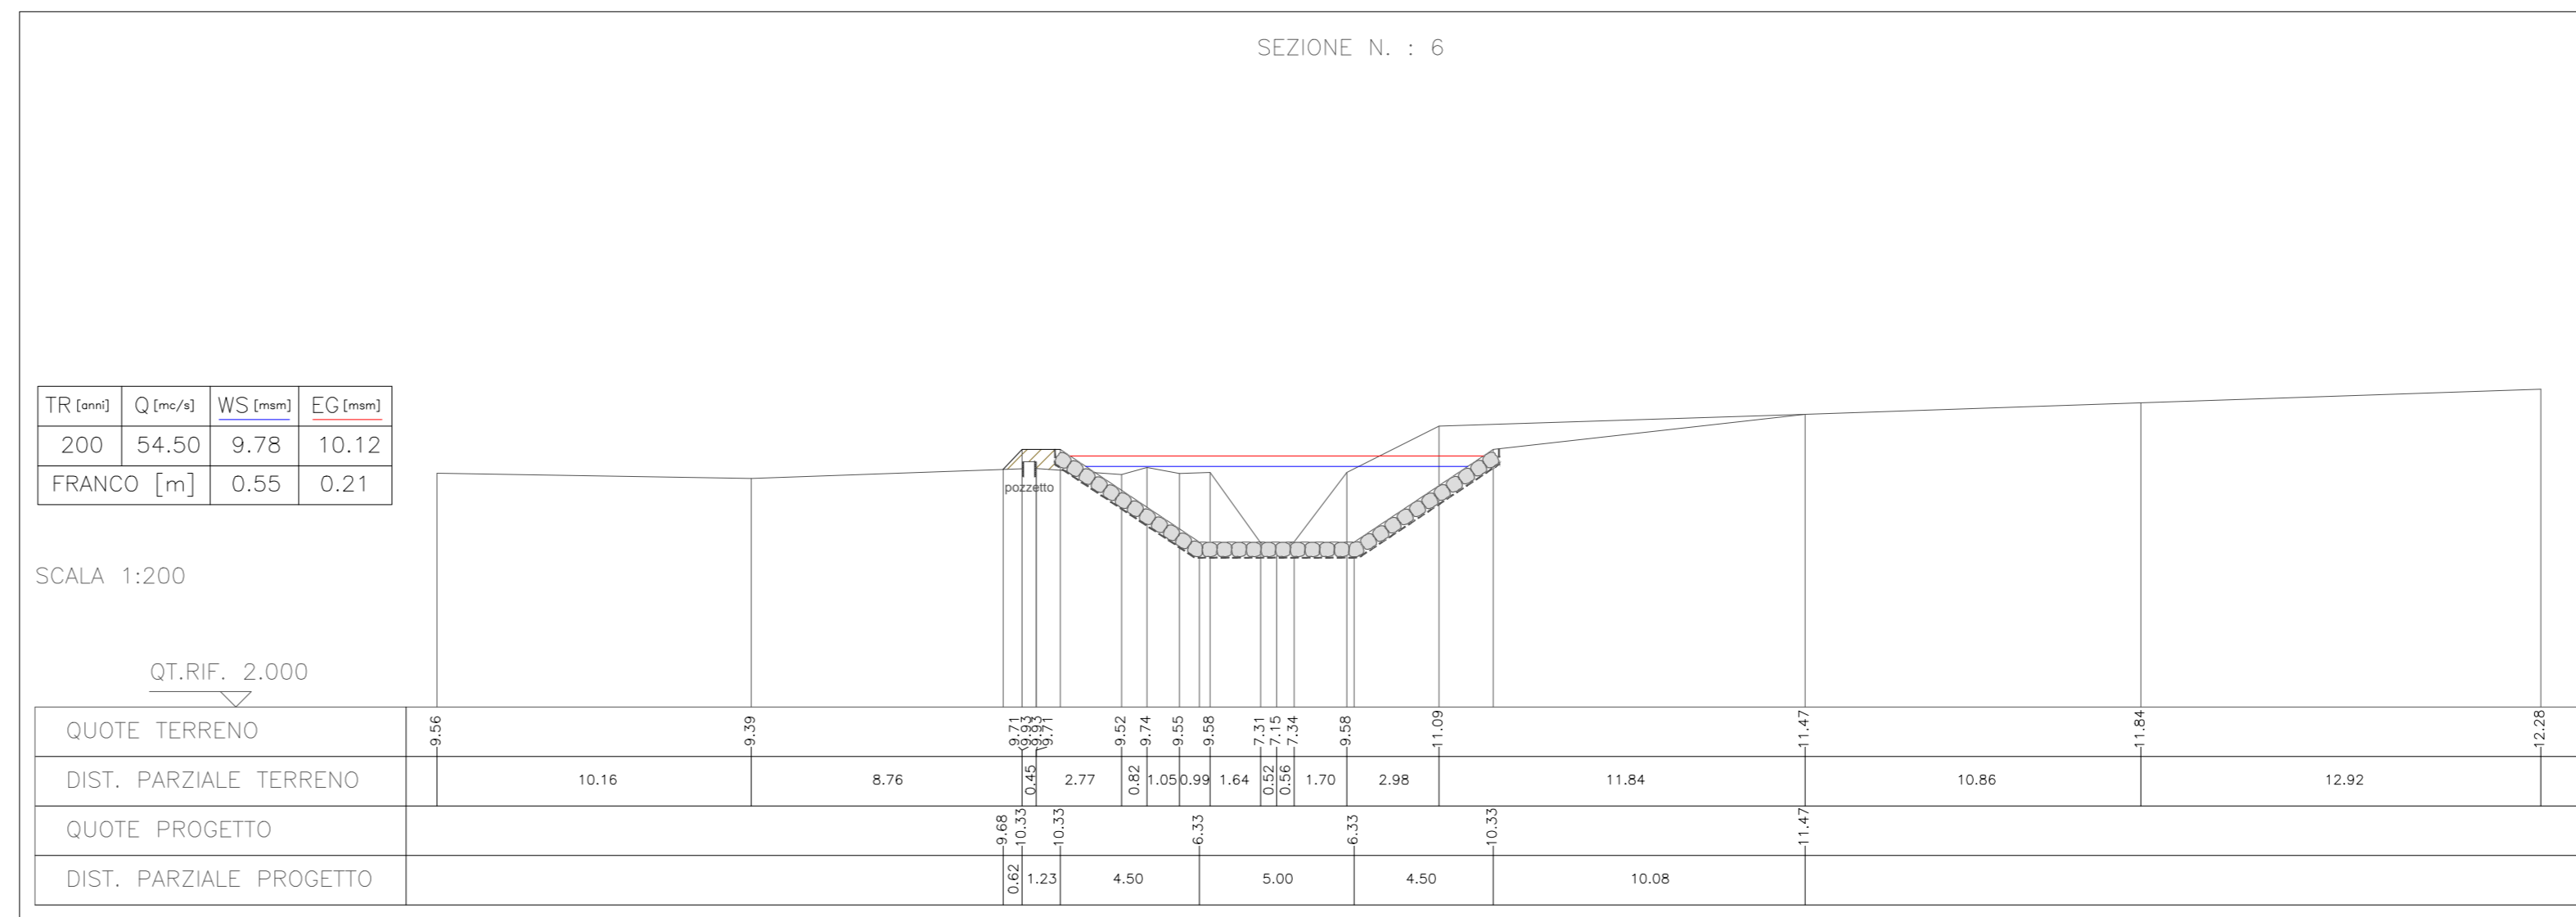 SEZIONE N. : 6
TR [anni] Q [mc/s] WS [msm] EG [msm]
200 54.50 9.78 10.12
FRANCO [m] 0.55 0.21
pozzetto
SCALA 1:200
QT.RIF. 2.000
QUOTE TERRENO 9.56 9.39 9.71 9.93 9.93 9.71 9.52 9.74 9.55 9.58 7.31 7.15 7.34 9.58 11.09 11.47 11.84 12.28
DIST. PARZIALE TERRENO 10.16 8.76 0.45 2.77 0.82 1.05 0.99 1.64 0.52 0.56 1.70 2.98 11.84 10.86 12.92
QUOTE PROGETTO 9.68 10.33 10.33 6.33 6.33 10.33 11.47
DIST. PARZIALE PROGETTO 0.62 1.23 4.50 5.00 4.50 10.08